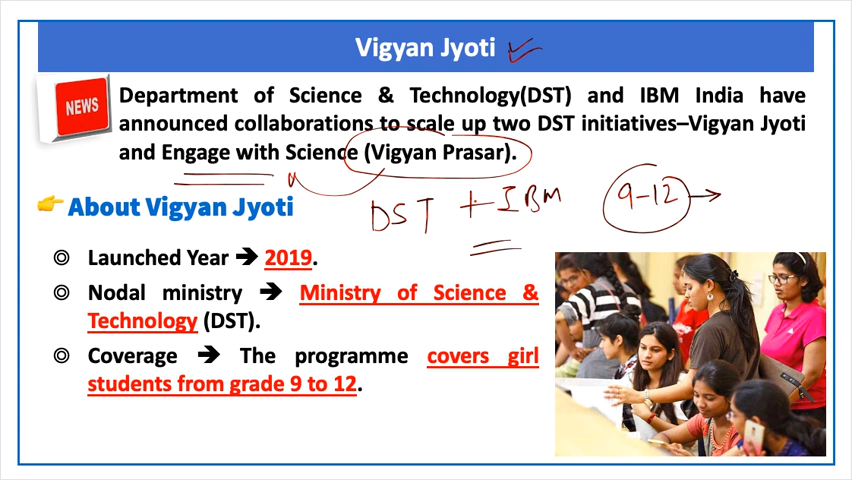 Vigyan Jyoti
NEWS
Department of Science & Technology(DST) and IBM India have
announced collaborations to scale up two DST initiatives–Vigyan Jyoti
and Engage with Science (Vigyan Prasar).
DST + IBM
9-12 →
About Vigyan Jyoti
◎ Launched Year ➔ 2019.
◎ Nodal ministry ➔ Ministry of Science &
Technology (DST).
◎ Coverage ➔ The programme covers girl
students from grade 9 to 12.